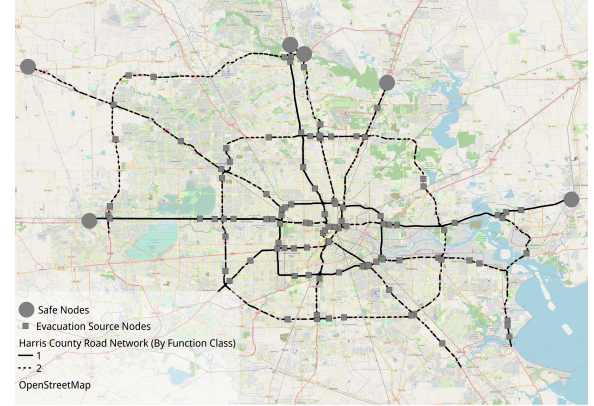 Safe Nodes
Evacuation Source Nodes
Harris County Road Network (By Function Class)
1
2
OpenStreetMap